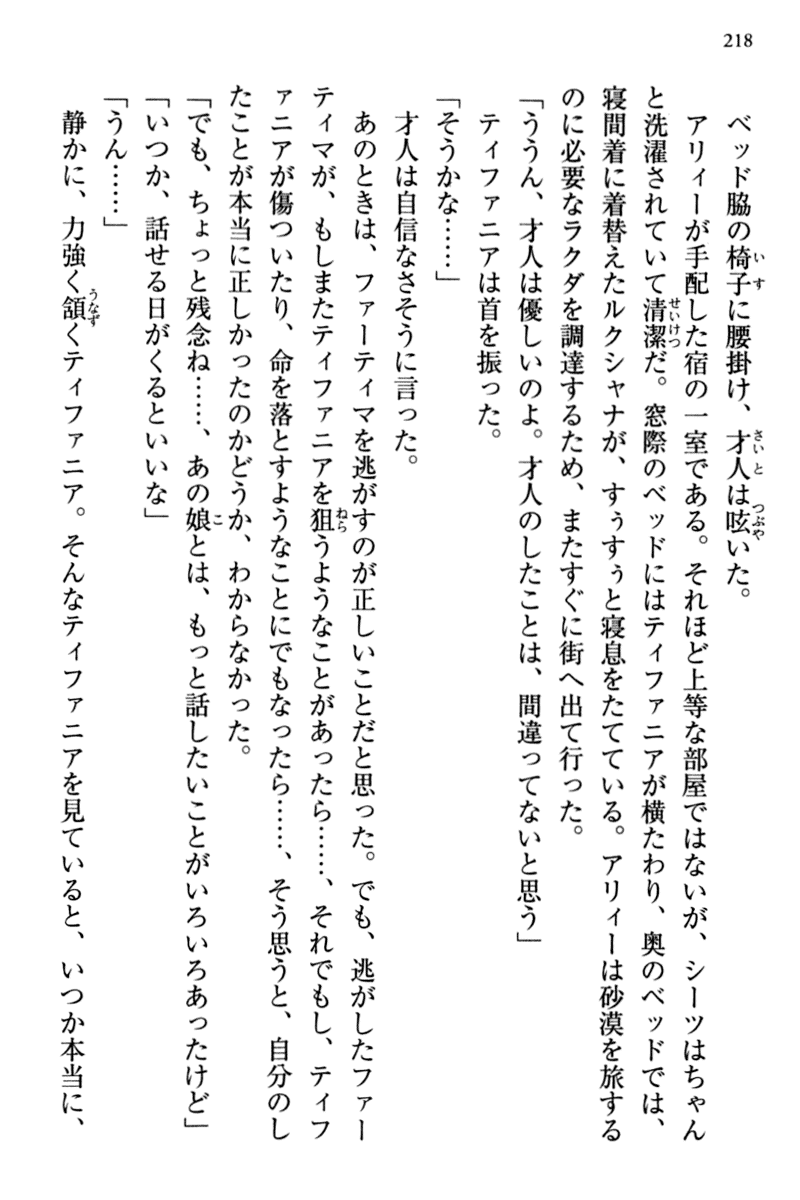 218
ベッド脇の椅子に腰掛け、才人は呟いた。
アリィーが手配した宿の一室である。それほど上等な部屋ではないが、シーツはちゃん
と洗濯されていて清潔だ。窓際のベッドにはティファニアが横たわり、奥のベッドでは、
寝間着に着替えたルクシャナが、すぅすぅと寝息をたてている。アリィーは砂漠を旅する
のに必要なラクダを調達するため、またすぐに街へ出て行った。
「ううん、才人は優しいのよ。才人のしたことは、間違ってないと思う」
ティファニアは首を振った。
「そうかな……」
才人は自信なさそうに言った。
あのときは、ファーティマを逃がすのが正しいことだと思った。でも、逃がしたファー
ティマが、もしまたティファニアを狙うようなことがあったら……、それでもし、ティフ
ァニアが傷ついたり、命を落とすようなことにでもなったら……、そう思うと、自分のし
たことが本当に正しかったのかどうか、わからなかった。
「でも、ちょっと残念ね……、あの娘とは、もっと話したいことがいろいろあったけど」
「いつか、話せる日がくるといいな」
「うん……」
静かに、力強く頷くティファニア。そんなティファニアを見ていると、いつか本当に、